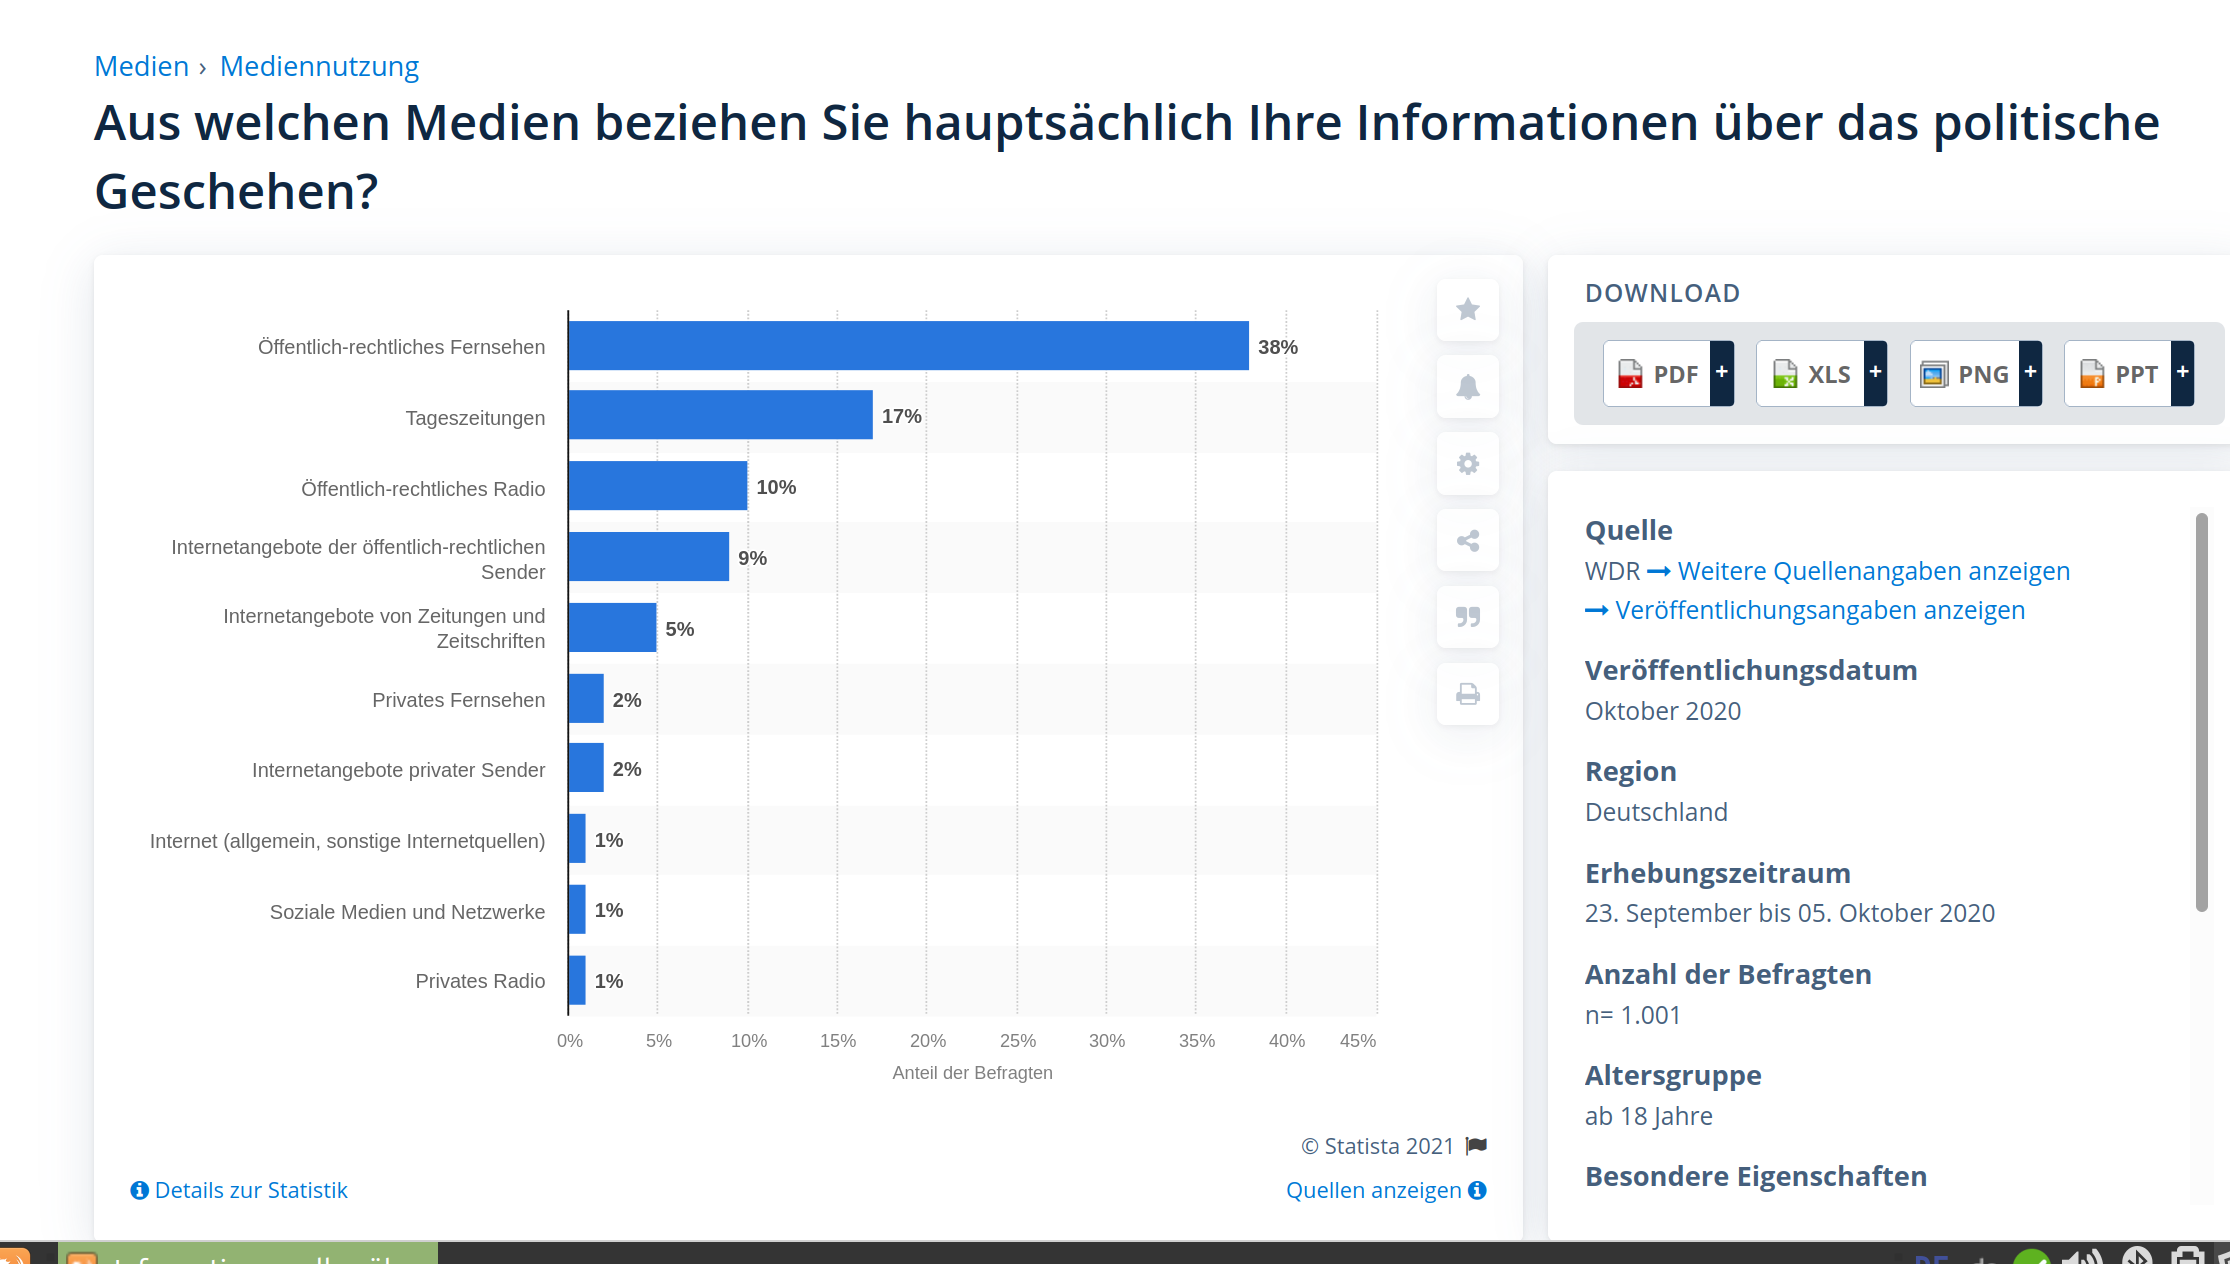 Medien › Mediennutzung
Aus welchen Medien beziehen Sie hauptsächlich Ihre Informationen über das politische
Geschehen?
Öffentlich-rechtliches Fernsehen
38%
Tageszeitungen
17%
Öffentlich-rechtliches Radio
10%
Internetangebote der öffentlich-rechtlichen
Sender
9%
Internetangebote von Zeitungen und
Zeitschriften
5%
Privates Fernsehen
2%
Internetangebote privater Sender
2%
Internet (allgemein, sonstige Internetquellen)
1%
Soziale Medien und Netzwerke
1%
Privates Radio
1%
0% 5% 10% 15% 20% 25% 30% 35% 40% 45%
Anteil der Befragten
© Statista 2021
Details zur Statistik
Quellen anzeigen
DOWNLOAD
PDF + XLS + PNG + PPT +
Quelle
WDR → Weitere Quellenangaben anzeigen
→ Veröffentlichungsangaben anzeigen
Veröffentlichungsdatum
Oktober 2020
Region
Deutschland
Erhebungszeitraum
23. September bis 05. Oktober 2020
Anzahl der Befragten
n= 1.001
Altersgruppe
ab 18 Jahre
Besondere Eigenschaften